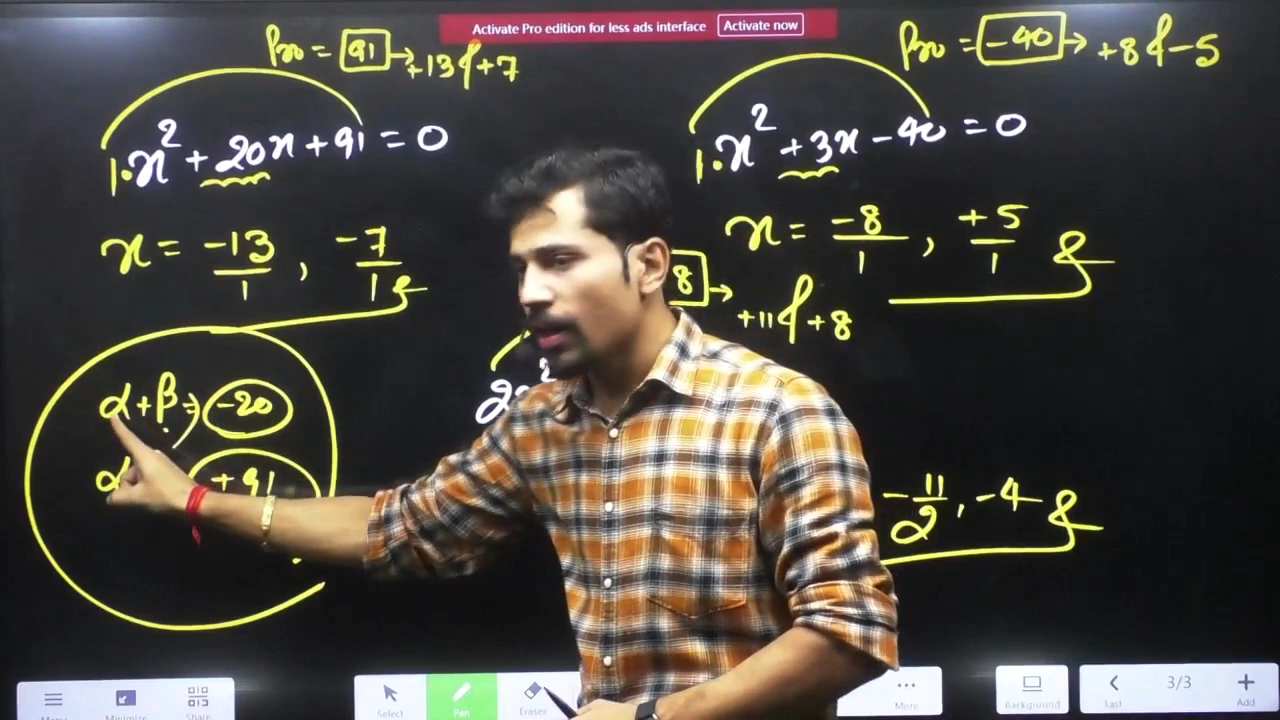 Activate Pro edition for less ads interface Activate now
Pro = 91 → +13 & +7
1.x² + 20x + 91 = 0
x = -13/1 , -7/1
α + β = -20
α +91
Pro = -40 → +8 & -5
1.x² + 3x - 40 = 0
x = -8/1 , +5/1
8 → +11 & +8
2x²
-11/2 , -4
Menu Minimize Share
Select Pen Eraser
... More
Background
Last 3/3 Add